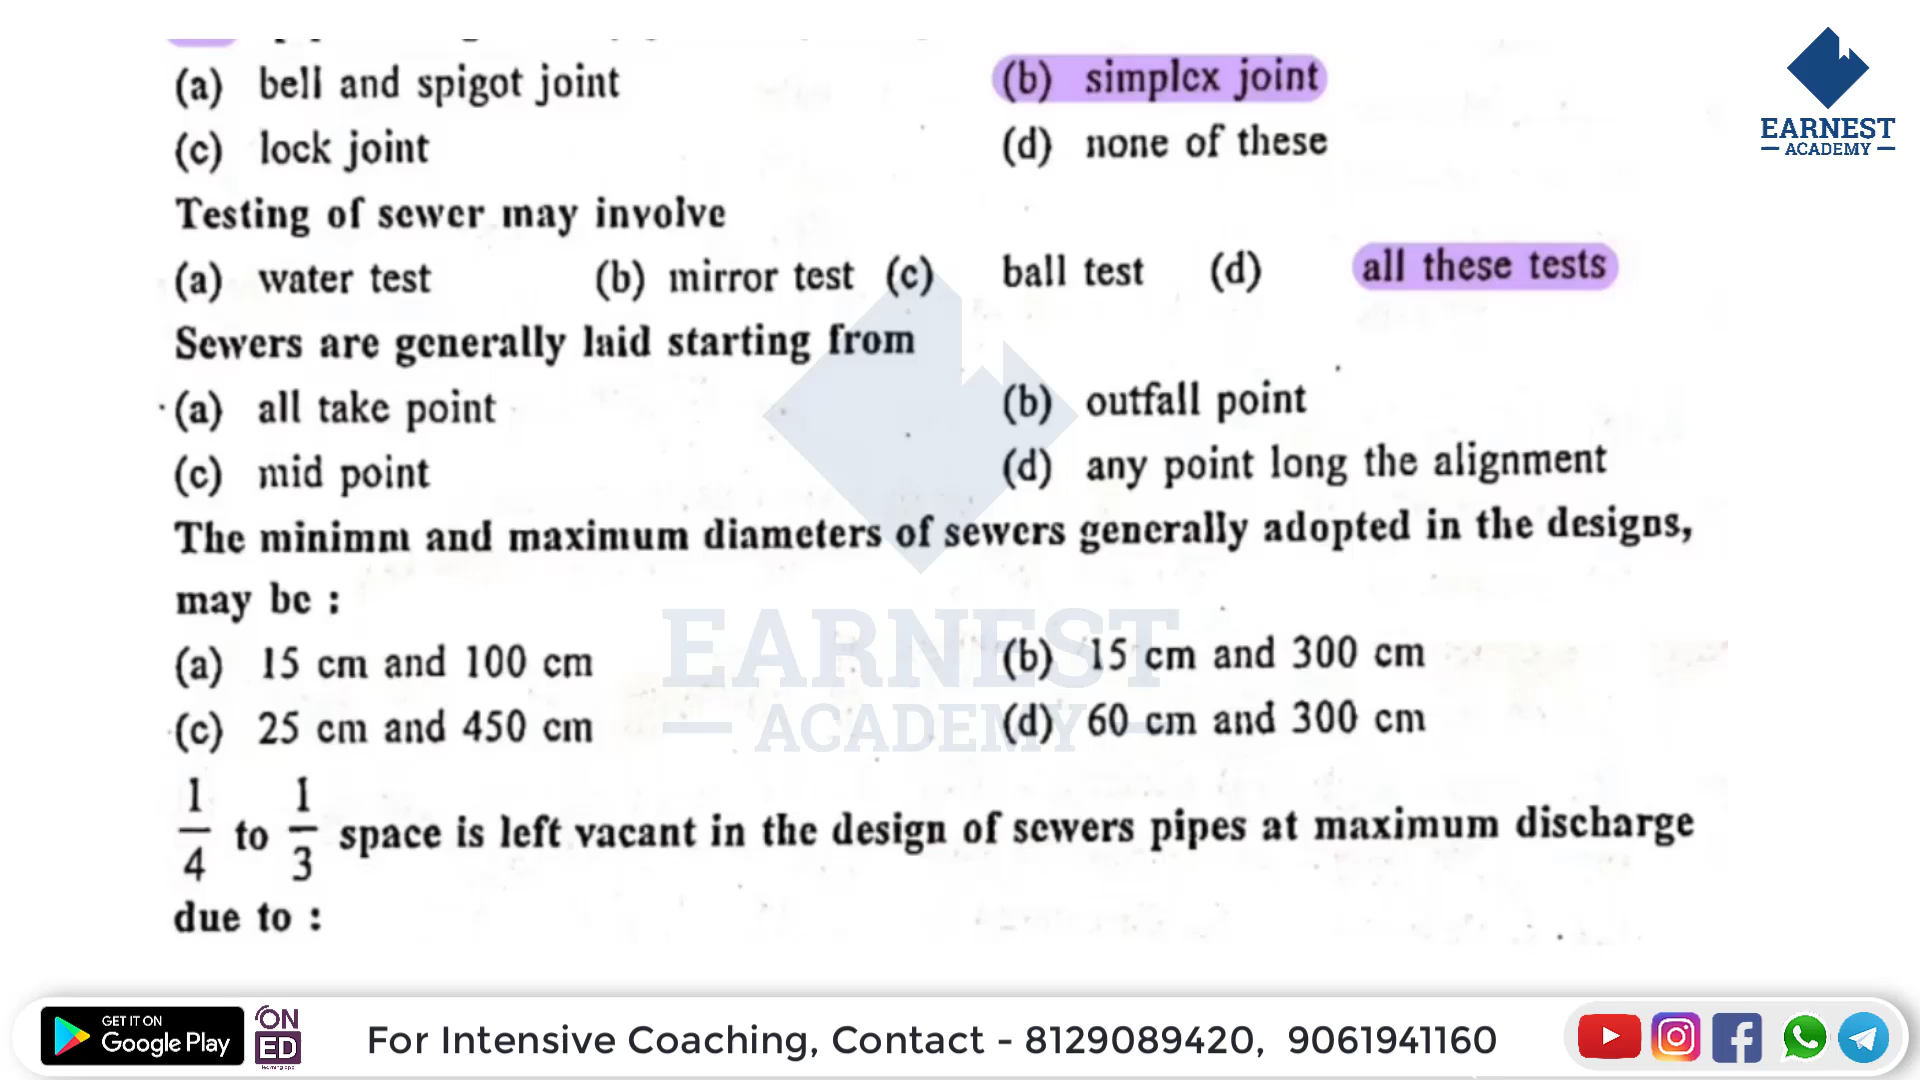 (a) bell and spigot joint (b) simplex joint
(c) lock joint (d) none of these
Testing of sewer may involve
(a) water test (b) mirror test (c) ball test (d) all these tests
Sewers are generally laid starting from
(a) all take point (b) outfall point
(c) mid point (d) any point long the alignment
The minimm and maximum diameters of sewers generally adopted in the designs,
may be :
(a) 15 cm and 100 cm (b) 15 cm and 300 cm
(c) 25 cm and 450 cm (d) 60 cm and 300 cm
1/4 to 1/3 space is left vacant in the design of sewers pipes at maximum discharge
due to :
EARNEST
ACADEMY
EARNEST
ACADEMY
GET IT ON
Google Play
ON
ED
For Intensive Coaching, Contact - 8129089420, 9061941160